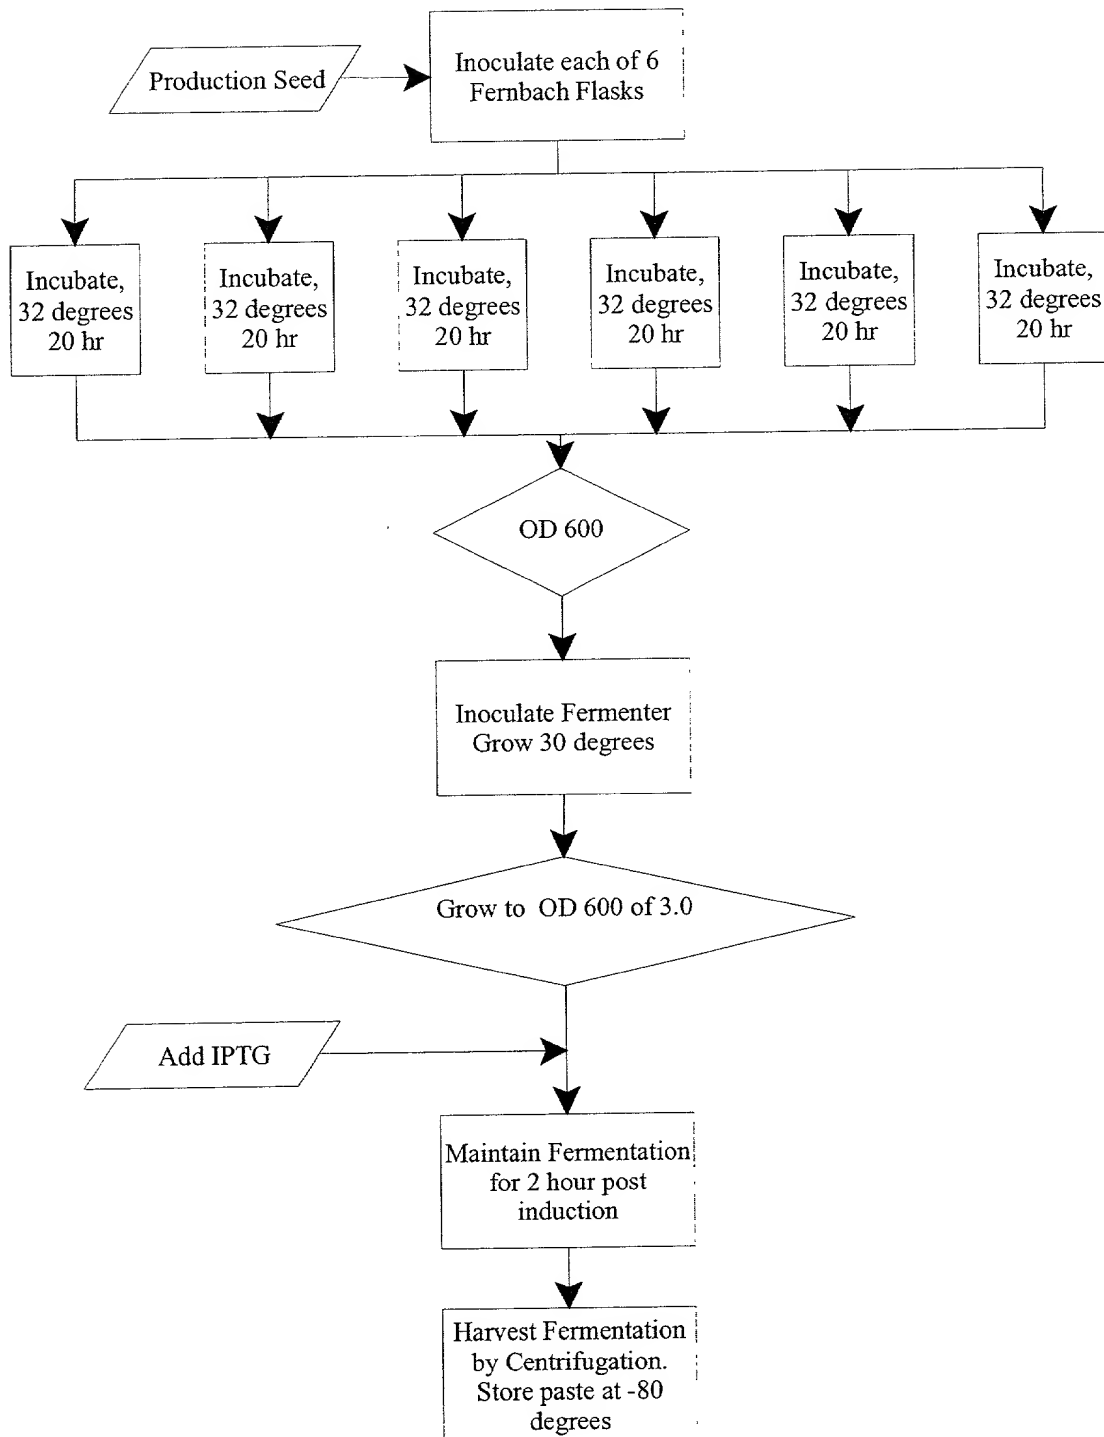 Production Seed
Inoculate each of 6
Fernbach Flasks
Incubate,
32 degrees
20 hr
Incubate,
32 degrees
20 hr
Incubate,
32 degrees
20 hr
Incubate,
32 degrees
20 hr
Incubate,
32 degrees
20 hr
Incubate,
32 degrees
20 hr
OD 600
Inoculate Fermenter
Grow 30 degrees
Grow to OD 600 of 3.0
Add IPTG
Maintain Fermentation
for 2 hour post
induction
Harvest Fermentation
by Centrifugation.
Store paste at -80
degrees